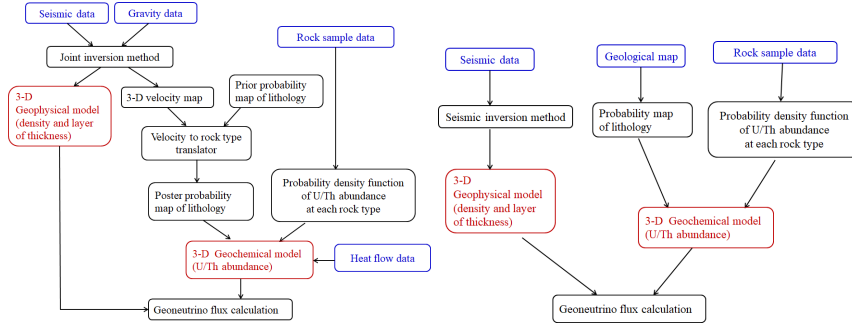 Seismic data
Gravity data
Joint inversion method
Rock sample data
3-D
Geophysical model
(density and layer
of thickness)
3-D velocity map
Prior probability
map of lithology
Velocity to rock type
translator
Poster probability
map of lithology
Probability density function
of U/Th abundance
at each rock type
3-D Geochemical model
(U/Th abundance)
Heat flow data
Geoneutrino flux calculation
Seismic data
Geological map
Rock sample data
Seismic inversion method
Probability map
of lithology
Probability density function
of U/Th abundance
at each rock type
3-D
Geophysical model
(density and layer
of thickness)
3-D Geochemical model
(U/Th abundance)
Geoneutrino flux calculation